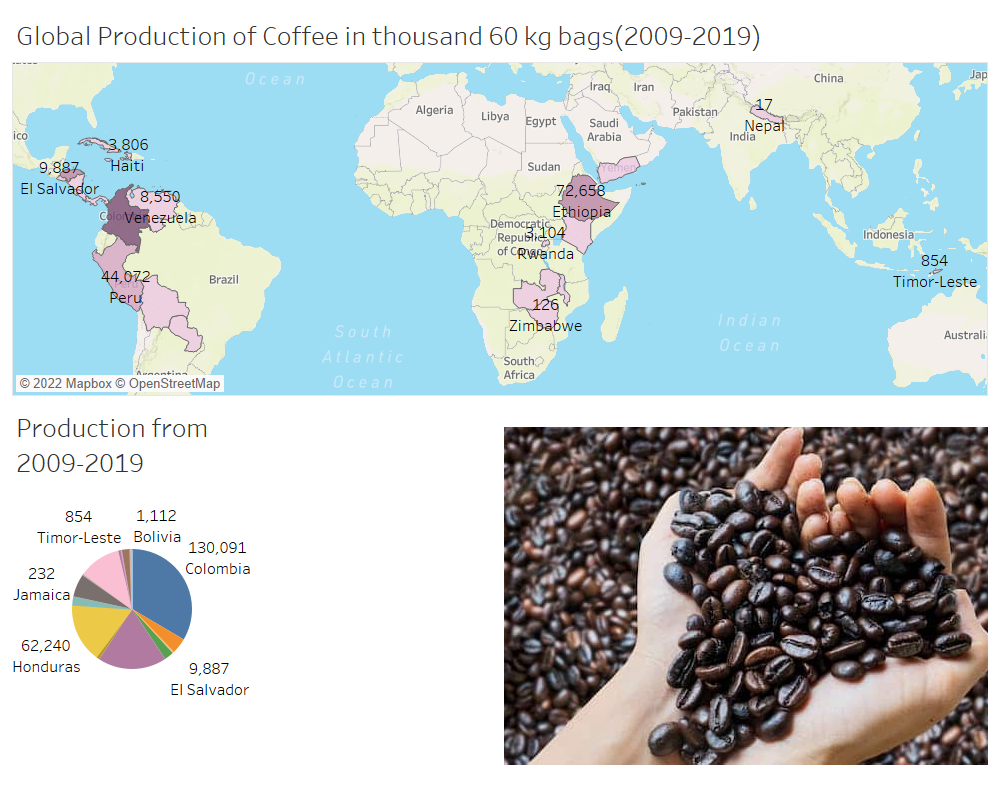 Global Production of Coffee in thousand 60 kg bags(2009-2019)
Ocean
China
Iraq
Iran
Algeria
Libya
Egypt
Pakistan
17
Nepal
India
Saudi
Arabia
3,806
Haiti
Sudan
Yemen
9,887
El Salvador
8,550
Venezuela
72,658
Ethiopia
Democratic
Republic
of Congo
3,104
Rwanda
Indonesia
854
Timor-Leste
44,072
Peru
Brazil
126
Zimbabwe
South
Atlantic
Ocean
Indian
Ocean
South
Africa
Argentina
© 2022 Mapbox © OpenStreetMap
Production from
2009-2019
854
Timor-Leste
1,112
Bolivia
130,091
Colombia
232
Jamaica
62,240
Honduras
9,887
El Salvador